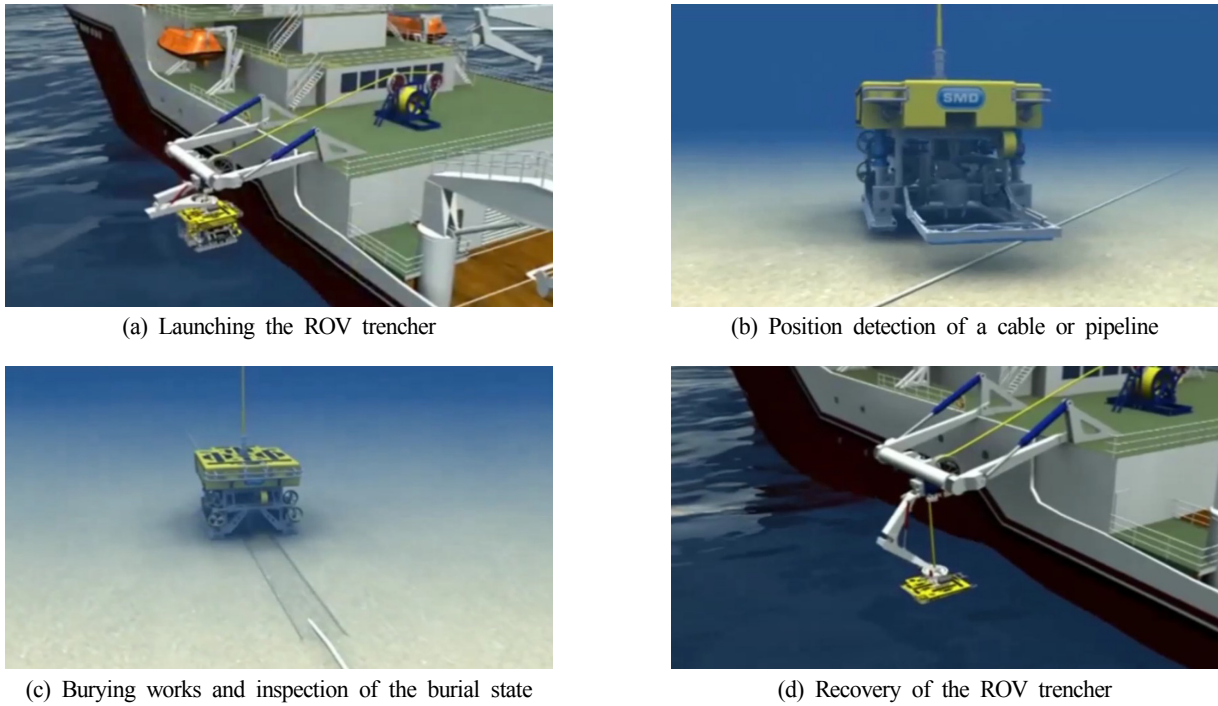 (a) Launching the ROV trencher
SMD
(b) Position detection of a cable or pipeline
(c) Burying works and inspection of the burial state
(d) Recovery of the ROV trencher